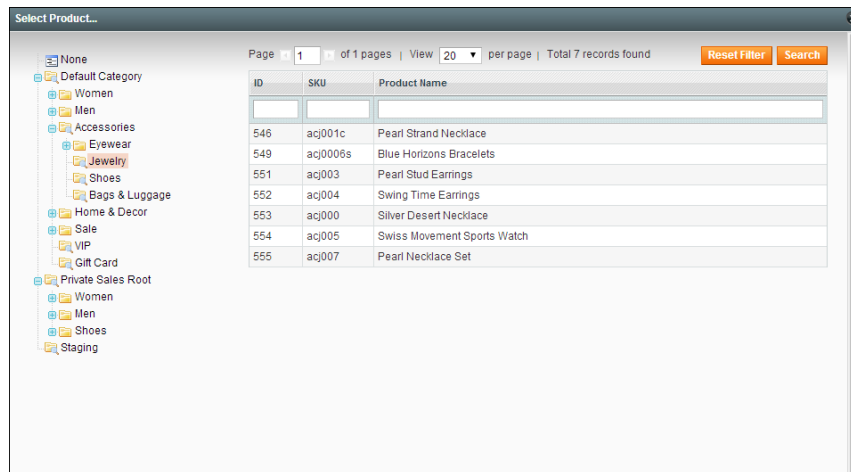 Select Product...
None
Default Category
Women
Men
Accessories
Eyewear
Jewelry
Shoes
Bags & Luggage
Home & Decor
Sale
VIP
Gift Card
Private Sales Root
Women
Men
Shoes
Staging
Page 1 of 1 pages | View 20 per page | Total 7 records found Reset Filter Search
ID SKU Product Name
546 acj001c Pearl Strand Necklace
549 acj0006s Blue Horizons Bracelets
551 acj003 Pearl Stud Earrings
552 acj004 Swing Time Earrings
553 acj000 Silver Desert Necklace
554 acj005 Swiss Movement Sports Watch
555 acj007 Pearl Necklace Set